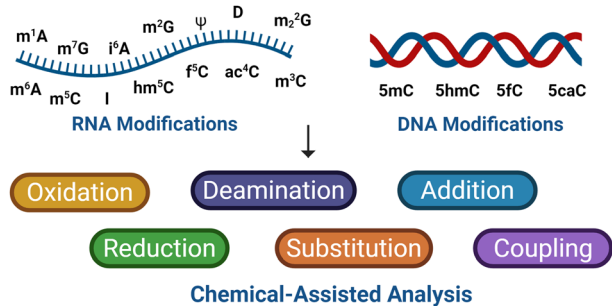 m¹A m⁷G i⁶A m²G ψ D m₂²G
m⁶A m⁵C I hm⁵C f⁵C ac⁴C m³C
RNA Modifications
5mC 5hmC 5fC 5caC
DNA Modifications
Oxidation Deamination Addition
Reduction Substitution Coupling
Chemical-Assisted Analysis